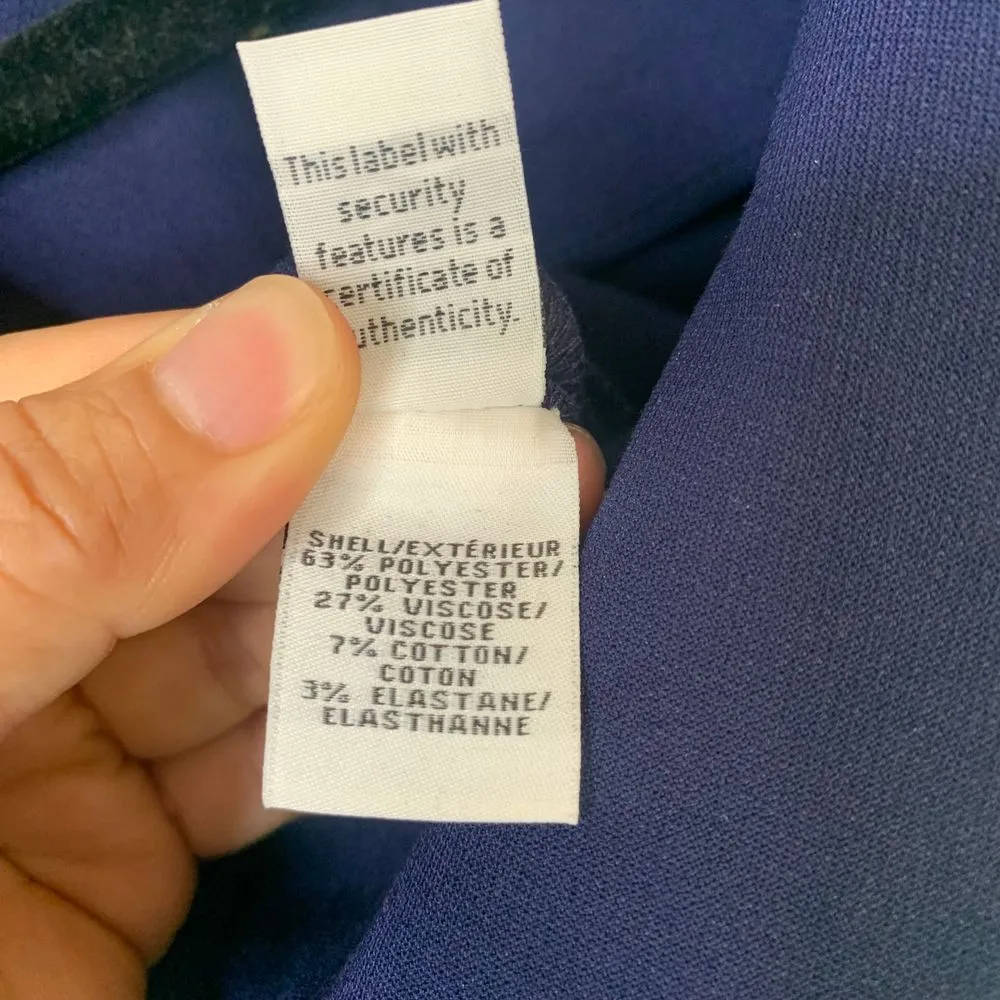 This label with
security
features is a
ertificate of
uthenticity.
SHELL/EXTÉRIEUR
63% POLYESTER/
POLYESTER
27% VISCOSE/
VISCOSE
7% COTTON/
COTON
3% ELASTANE/
ELASTHANNE